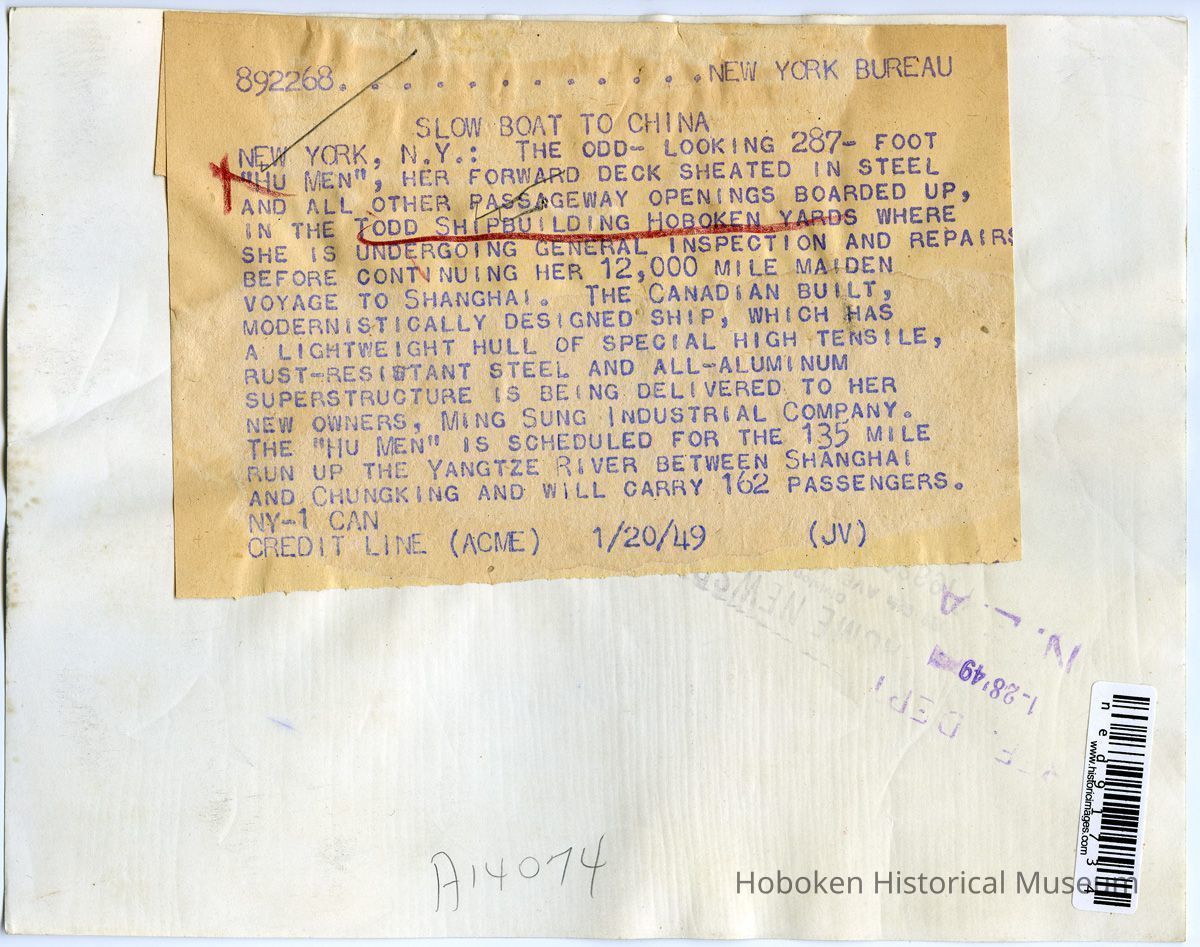 892268. . . . . . . . . . . . .NEW YORK BUREAU
SLOW BOAT TO CHINA
NEW YORK, N.Y.: THE ODD- LOOKING 287- FOOT
"HU MEN", HER FORWARD DECK SHEATED IN STEEL
AND ALL OTHER PASSAGEWAY OPENINGS BOARDED UP,
IN THE TODD SHIPBUILDING HOBOKEN YARDS WHERE
SHE IS UNDERGOING GENERAL INSPECTION AND REPAIRS
BEFORE CONTINUING HER 12,000 MILE MAIDEN
VOYAGE TO SHANGHAI. THE CANADIAN BUILT,
MODERNISTICALLY DESIGNED SHIP, WHICH HAS
A LIGHTWEIGHT HULL OF SPECIAL HIGH TENSILE,
RUST-RESISTANT STEEL AND ALL-ALUMINUM
SUPERSTRUCTURE IS BEING DELIVERED TO HER
NEW OWNERS, MING SUNG INDUSTRIAL COMPANY.
THE "HU MEN" IS SCHEDULED FOR THE 135 MILE
RUN UP THE YANGTZE RIVER BETWEEN SHANGHAI
AND CHUNGKING AND WILL CARRY 162 PASSENGERS.
NY-1 CAN
CREDIT LINE (ACME) 1/20/49 (JV)
N. L. A
1-28'49
DEPT
nedg17344
www.historicimages.com
A14074
Hoboken Historical Museum